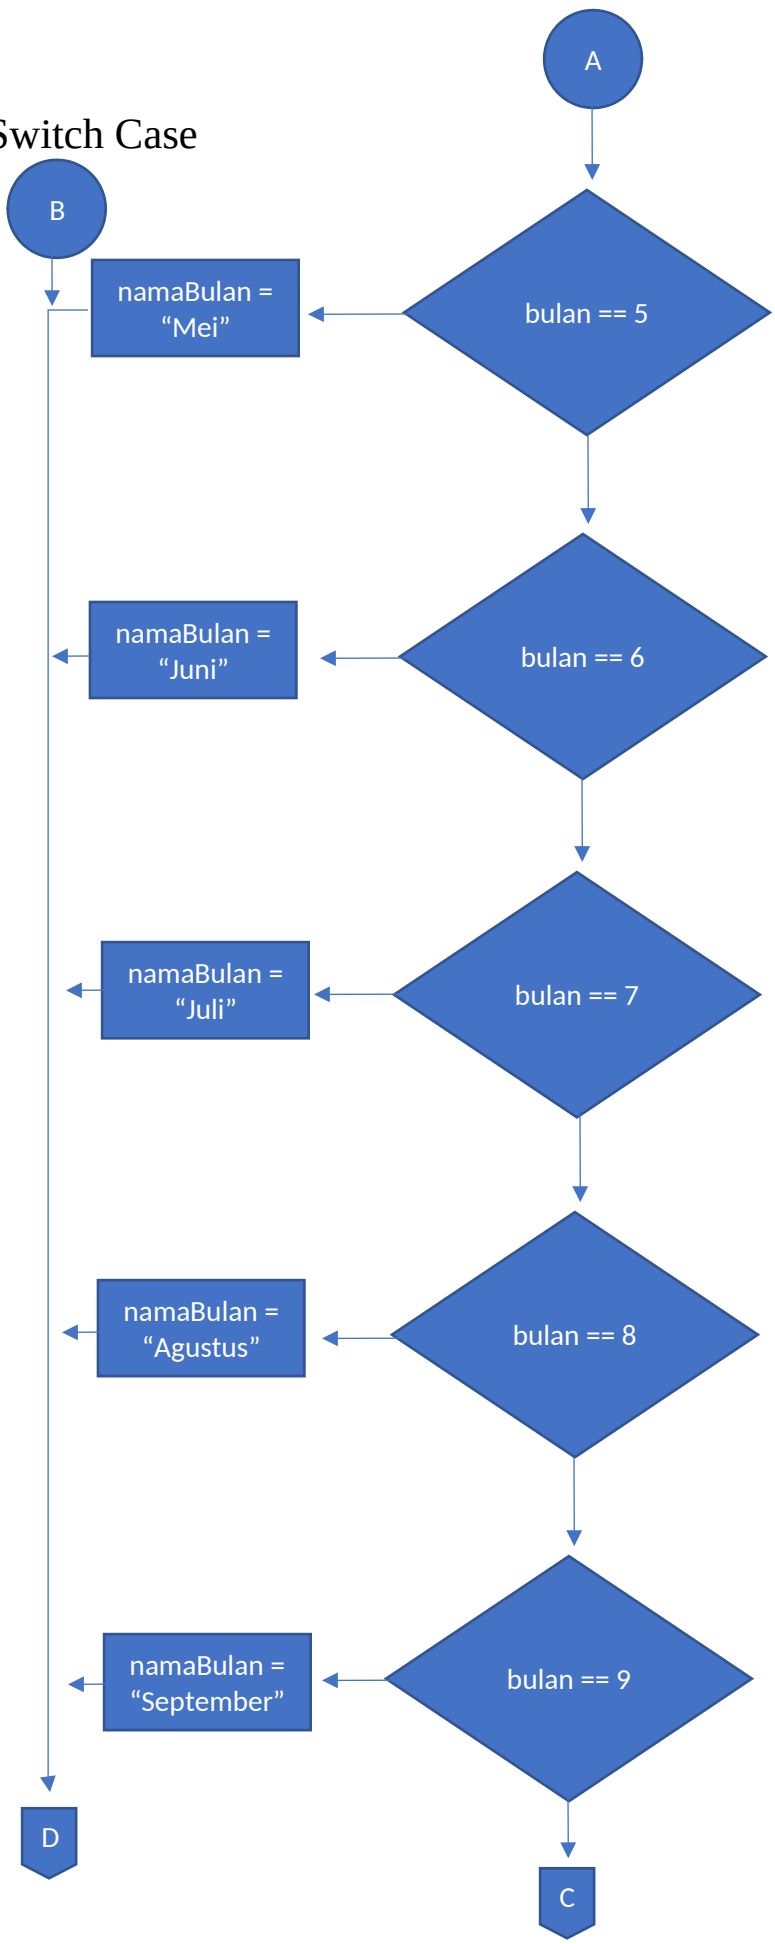 A
Switch Case
B
namaBulan =
“Mei”
bulan == 5
namaBulan =
“Juni”
bulan == 6
namaBulan =
“Juli”
bulan == 7
namaBulan =
“Agustus”
bulan == 8
namaBulan =
“September”
bulan == 9
D
C